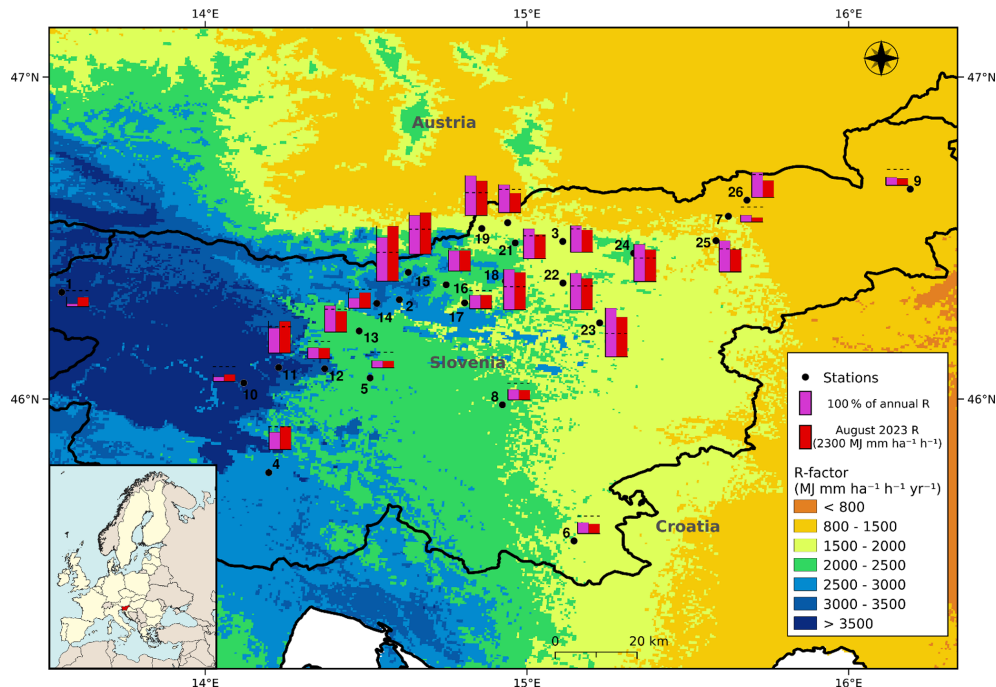 14°E 15°E 16°E
47°N 47°N
Austria
9
26
7
19
3
21
24
25
1
15
18
22
16
2
14
17
13
23
Slovenia
11
12
5
10
8
46°N 46°N
4
6
Croatia
Stations
100 % of annual R
August 2023 R
(2300 MJ mm ha⁻¹ h⁻¹)
R-factor
(MJ mm ha⁻¹ h⁻¹ yr⁻¹)
< 800
800 - 1500
1500 - 2000
2000 - 2500
2500 - 3000
3000 - 3500
> 3500
0 20 km
14°E 15°E 16°E